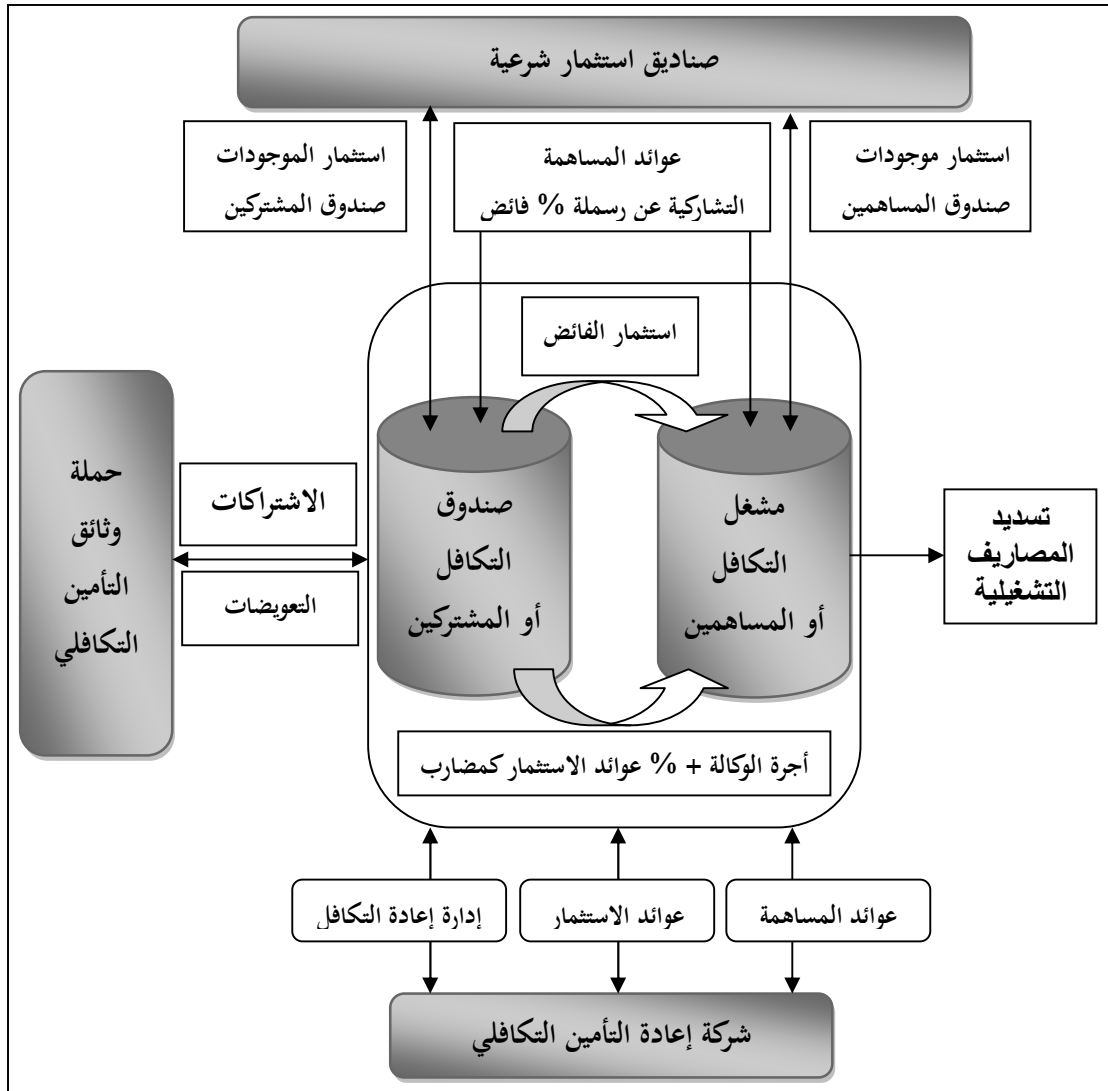 صناديق استثمار شرعية
استثمار موجودات
صندوق المساهمين
عوائد المساهمة
التشاركية عن رسملة % فائض
استثمار الموجودات
صندوق المشتركين
استثمار الفائض
مشغل
التكافل
أو المساهمين
صندوق
التكافل
أو المشتركين
تسديد
المصاريف
التشغيلية
الاشتراكات
التعويضات
حملة
وثائق
التأمين
التكافلي
أجرة الوكالة + % عوائد الاستثمار كمضارب
عوائد المساهمة
عوائد الاستثمار
إدارة إعادة التكافل
شركة إعادة التأمين التكافلي